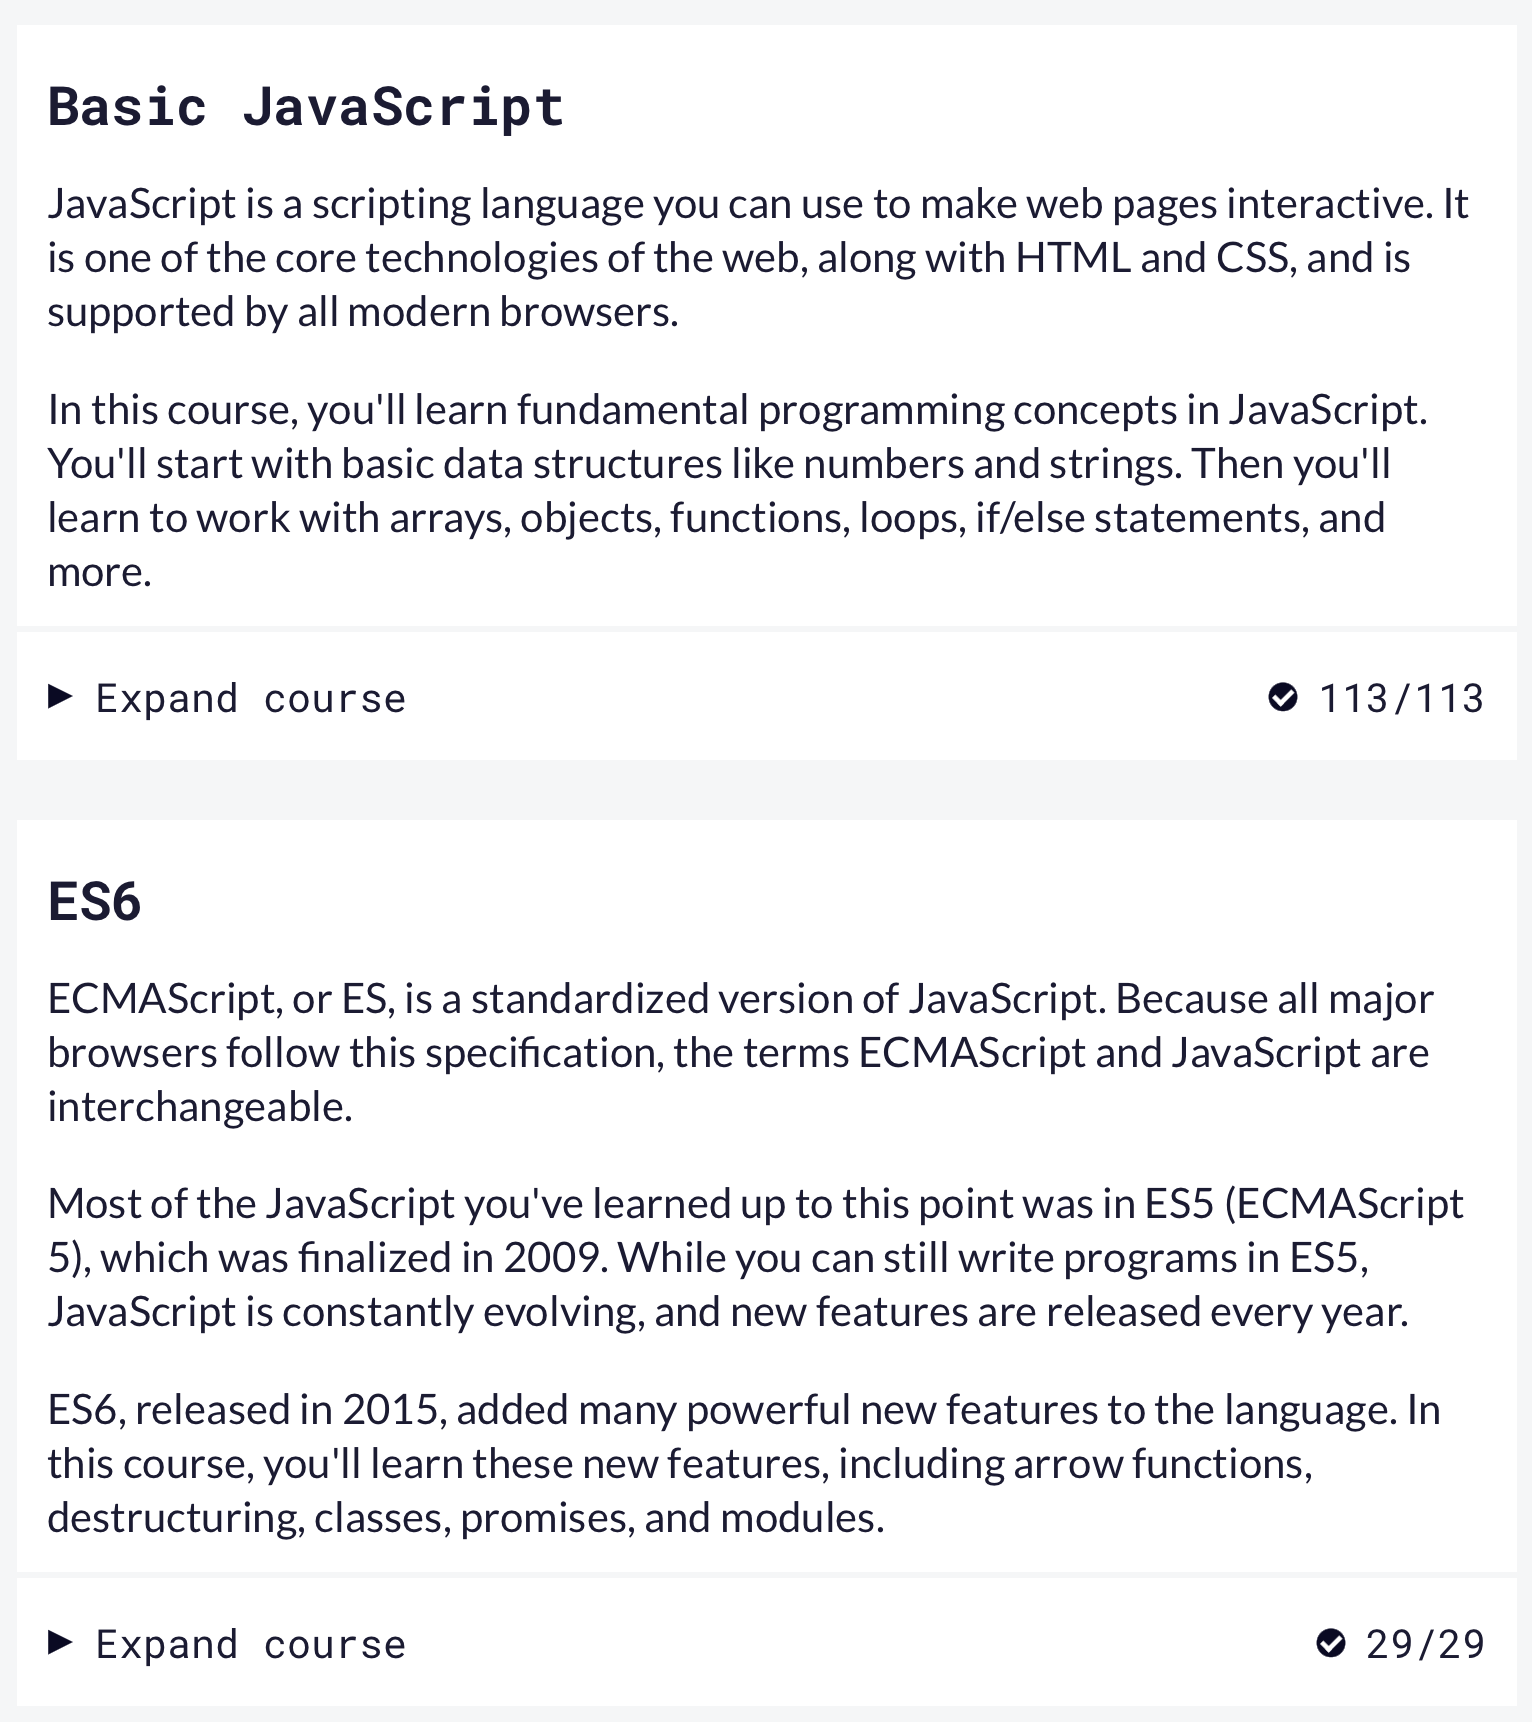 Basic JavaScript
JavaScript is a scripting language you can use to make web pages interactive. It
is one of the core technologies of the web, along with HTML and CSS, and is
supported by all modern browsers.
In this course, you'll learn fundamental programming concepts in JavaScript.
You'll start with basic data structures like numbers and strings. Then you'll
learn to work with arrays, objects, functions, loops, if/else statements, and
more.
Expand course 113/113
ES6
ECMAScript, or ES, is a standardized version of JavaScript. Because all major
browsers follow this specification, the terms ECMAScript and JavaScript are
interchangeable.
Most of the JavaScript you've learned up to this point was in ES5 (ECMAScript
5), which was finalized in 2009. While you can still write programs in ES5,
JavaScript is constantly evolving, and new features are released every year.
ES6, released in 2015, added many powerful new features to the language. In
this course, you'll learn these new features, including arrow functions,
destructuring, classes, promises, and modules.
Expand course 29/29